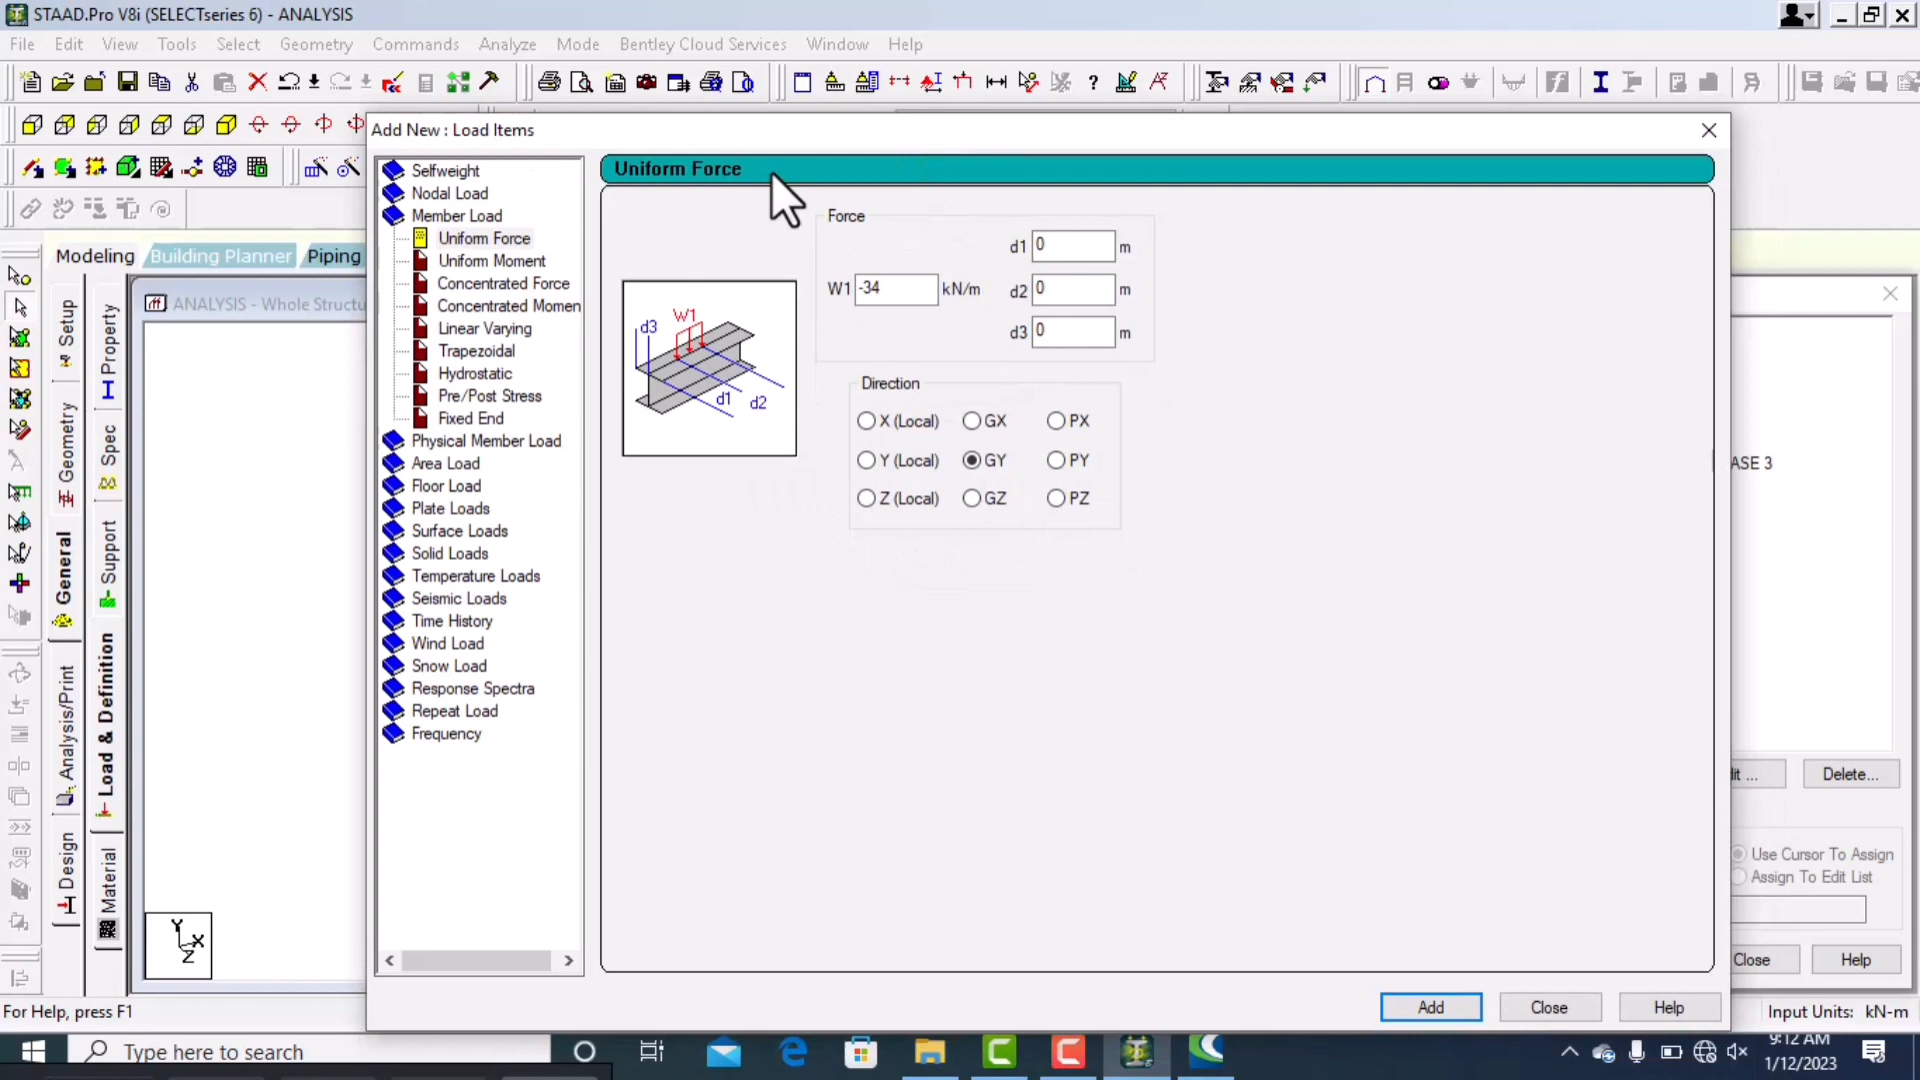 STAAD.Pro V8i (SELECTseries 6) - ANALYSIS
File Edit View Tools Select Geometry Commands Analyze Mode Bentley Cloud Services Window Help
Add New : Load Items
Selfweight
Nodal Load
Member Load
Uniform Force
Uniform Moment
Concentrated Force
Concentrated Momen
Linear Varying
Trapezoidal
Hydrostatic
Pre/Post Stress
Fixed End
Physical Member Load
Area Load
Floor Load
Plate Loads
Surface Loads
Solid Loads
Temperature Loads
Seismic Loads
Time History
Wind Load
Snow Load
Response Spectra
Repeat Load
Frequency
Uniform Force
Force
d1 0 m
W1 -34 kN/m d2 0 m
d3 0 m
d3 W1 d1 d2
Direction
X (Local) GX PX
Y (Local) GY PY
Z (Local) GZ PZ
Add Close Help
Modeling Building Planner Piping
ANALYSIS - Whole Structu
Setup
Geometry
General
Analysis/Print
Design
Property
Spec
Support
Load & Definition
Material
Y X Z
ASE 3
it ... Delete...
Use Cursor To Assign
Assign To Edit List
Close Help
For Help, press F1
Input Units: kN-m
Type here to search
9:12 AM
1/12/2023